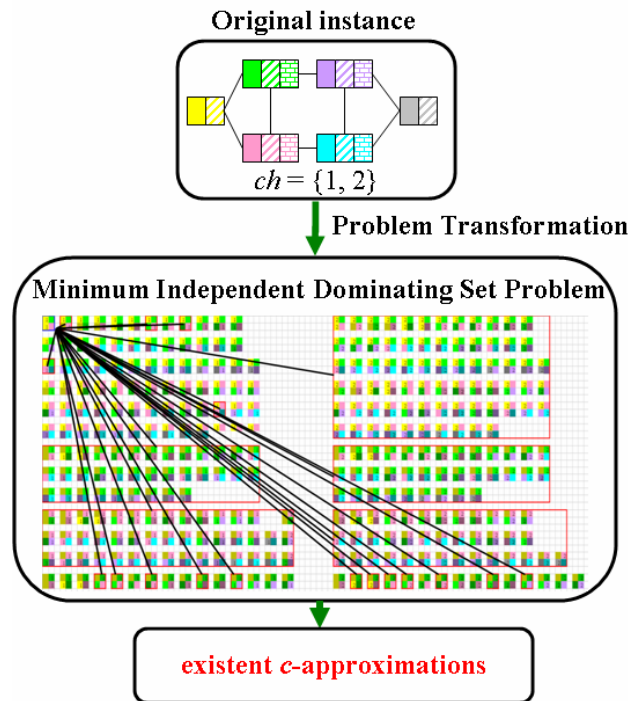 Original instance
ch = {1, 2}
Problem Transformation
Minimum Independent Dominating Set Problem
existent c-approximations